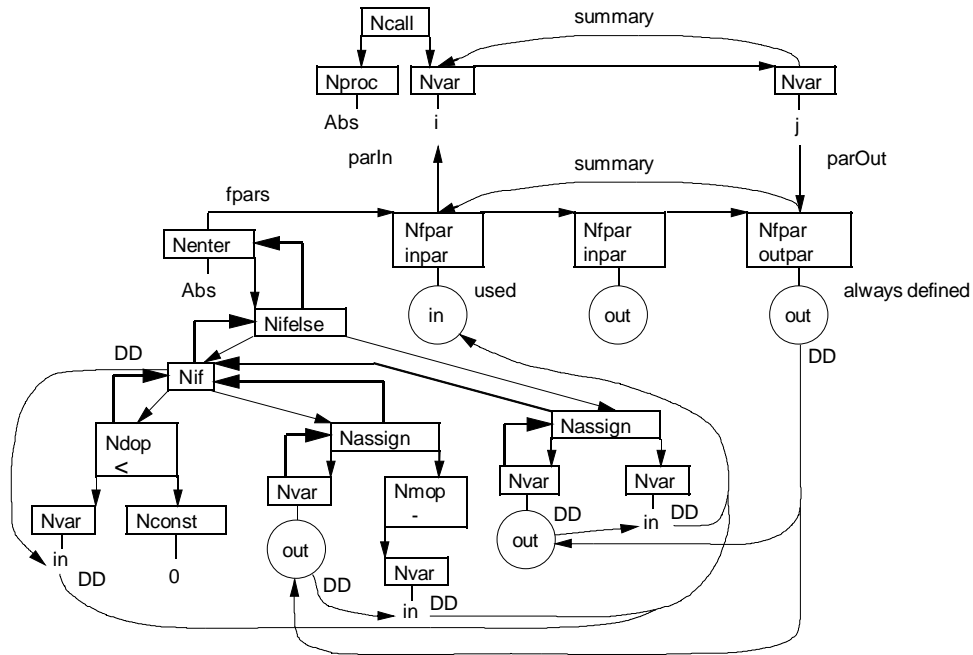 summary
Ncall
Nproc
Nvar
Nvar
Abs
i
j
parIn
summary
parOut
fpars
Nfpar
inpar
Nfpar
inpar
Nfpar
outpar
Nenter
Abs
used
always defined
in
out
out
Nifelse
DD
DD
Nif
Ndop
<
Nassign
Nassign
Nvar
Nmop
-
Nvar
Nvar
Nvar
Nconst
DD
in
DD
out
out
in
DD
0
Nvar
DD
in
DD